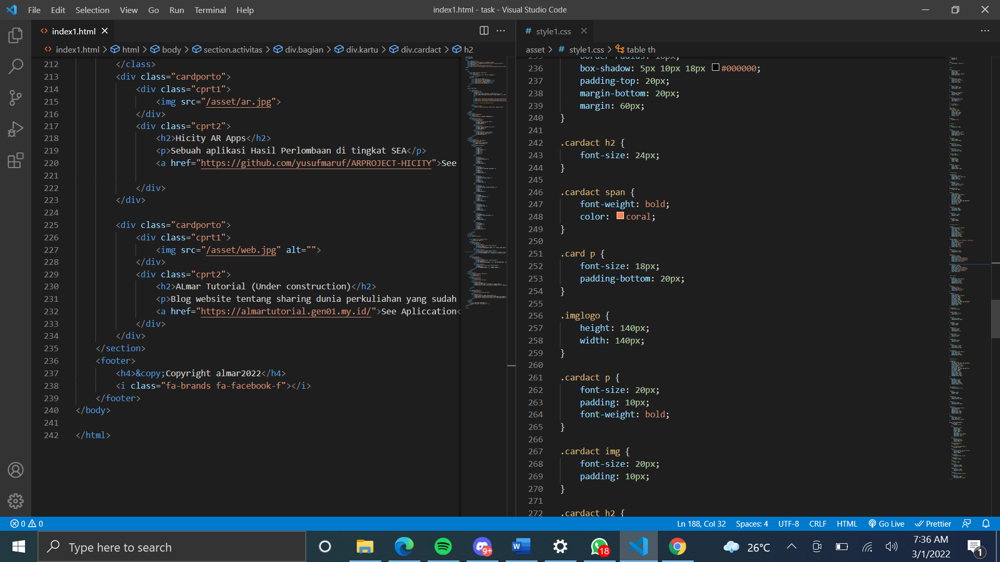 File Edit Selection View Go Run Terminal Help
index1.html - task - Visual Studio Code
index1.html
index1.html > html > body > section.activitas > div.bagian > div.kartu > div.cardact > h2
212 </class>
213 <div class="cardporto">
214 <div class="cprt1">
215 <img src="/asset/ar.jpg">
216 </div>
217 <div class="cprt2">
218 <h2>Hicity AR Apps</h2>
219 <p>Sebuah aplikasi Hasil Perlombaan di tingkat SEA</p>
220 <a href="https://github.com/yusufmaruf/ARPROJECT-HICITY">See
221
222 </div>
223 </div>
224
225 <div class="cardporto">
226 <div class="cprt1">
227 <img src="/asset/web.jpg" alt="">
228 </div>
229 <div class="cprt2">
230 <h2>ALmar Tutorial (Under construction)</h2>
231 <p>Blog website tentang sharing dunia perkuliahan yang sudah
232 <a href="https://almartutorial.gen01.my.id/">See Apliccation<
233 </div>
234 </div>
235 </section>
236 <footer>
237 <h4>&copy;Copyright almar2022</h4>
238 <i class="fa-brands fa-facebook-f"></i>
239 </footer>
240 </body>
241
242 </html>
# style1.css
asset > # style1.css > table th
236 box-shadow: 5px 10px 18px #000000;
237 padding-top: 20px;
238 margin-bottom: 20px;
239 margin: 60px;
240 }
241
242 .cardact h2 {
243 font-size: 24px;
244 }
245
246 .cardact span {
247 font-weight: bold;
248 color: coral;
249 }
250
251 .card p {
252 font-size: 18px;
253 padding-bottom: 20px;
254 }
255
256 .imglogo {
257 height: 140px;
258 width: 140px;
259 }
260
261 .cardact p {
262 font-size: 20px;
263 padding: 10px;
264 font-weight: bold;
265 }
266
267 .cardact img {
268 font-size: 20px;
269 padding: 10px;
270 }
271
272 .cardact h2 {
0 0
Ln 188, Col 32 Spaces: 4 UTF-8 CRLF HTML Go Live Prettier
Type here to search
9+
18
26°C
7:36 AM
3/1/2022
1